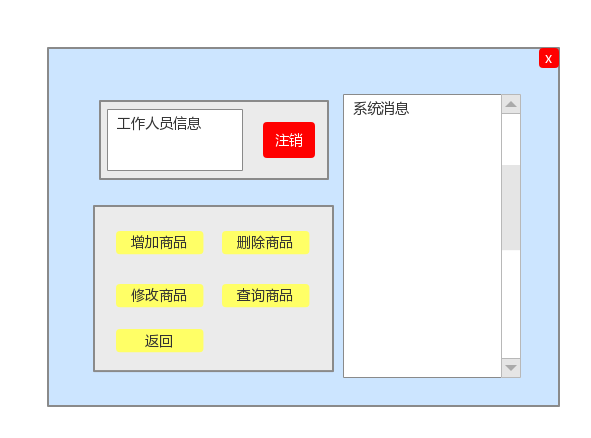 x
工作人员信息
注销
系统消息
增加商品
删除商品
修改商品
查询商品
返回